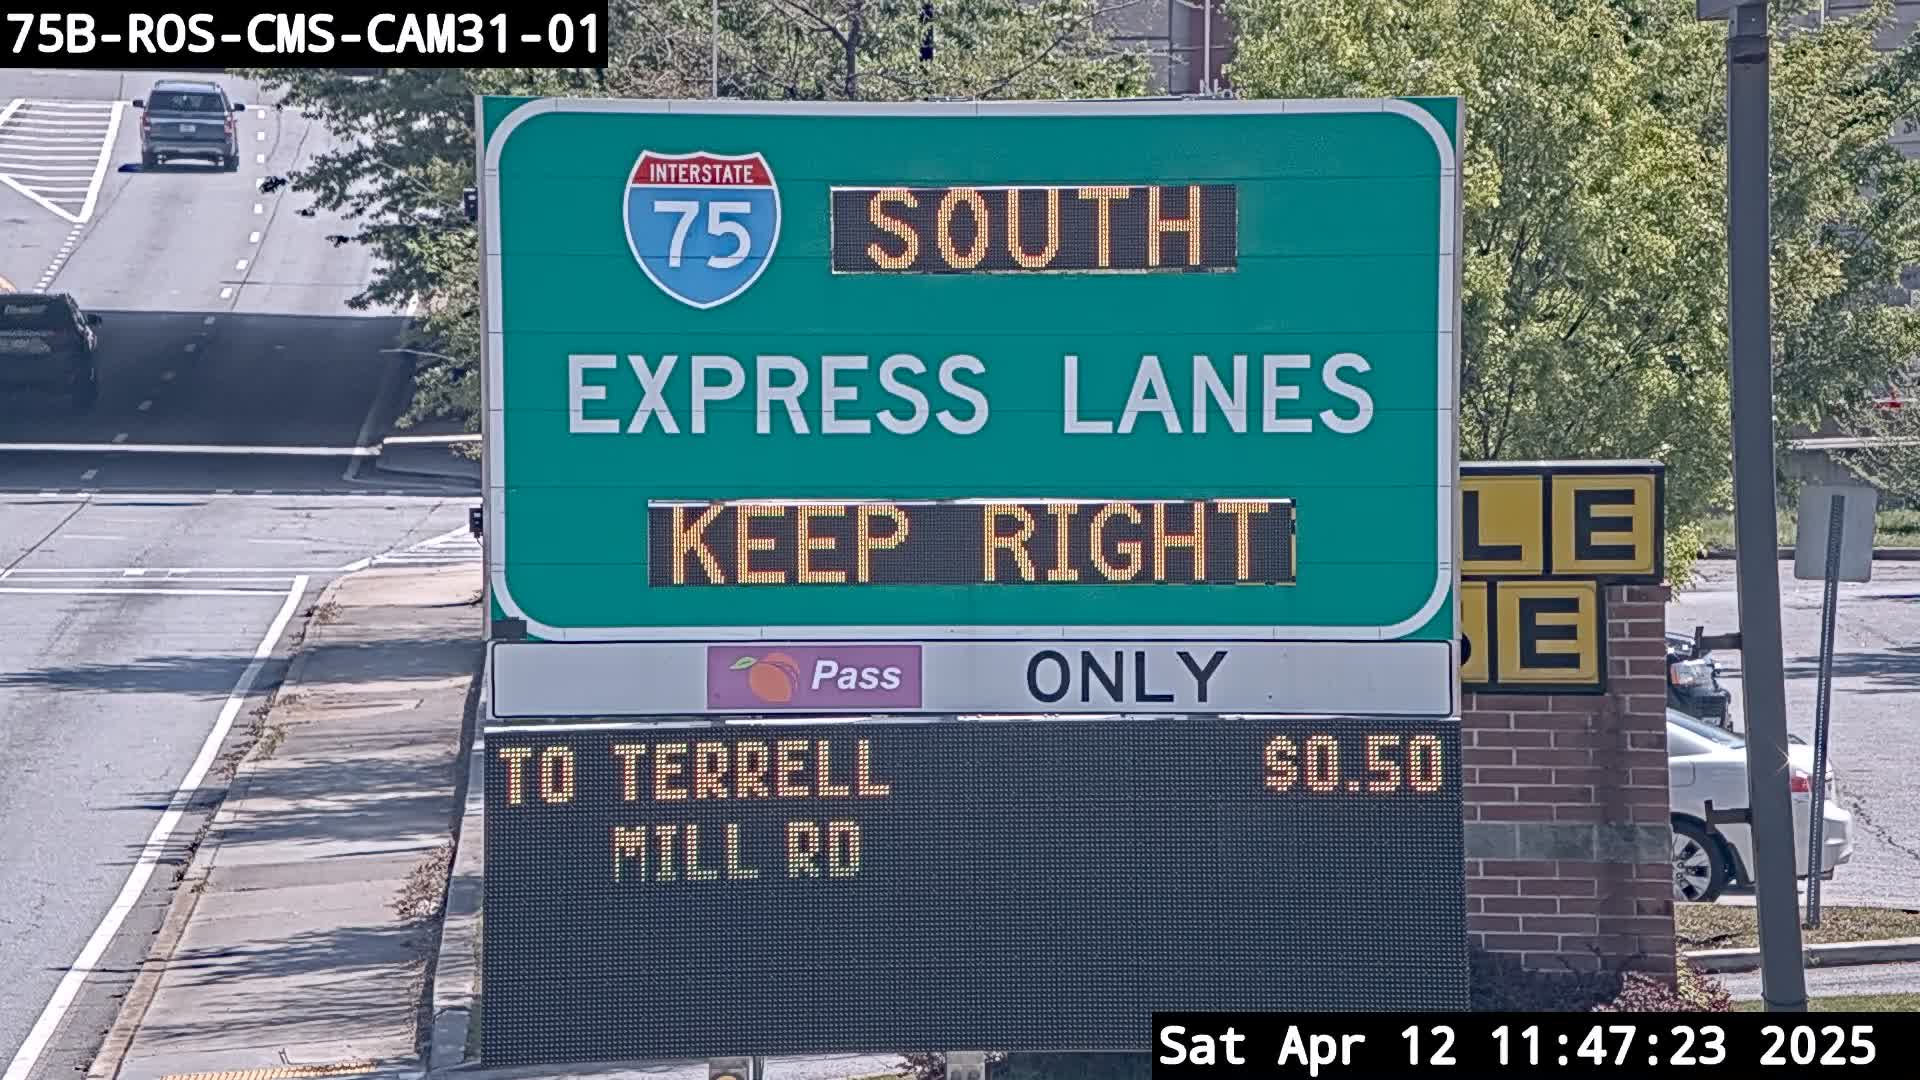 75B-ROS-CMS-CAM31-01
INTERSTATE
75
SOUTH
EXPRESS LANES
KEEP RIGHT
Pass ONLY
TO TERRELL $0.50
MILL RD
LE
E
Sat Apr 12 11:47:23 2025